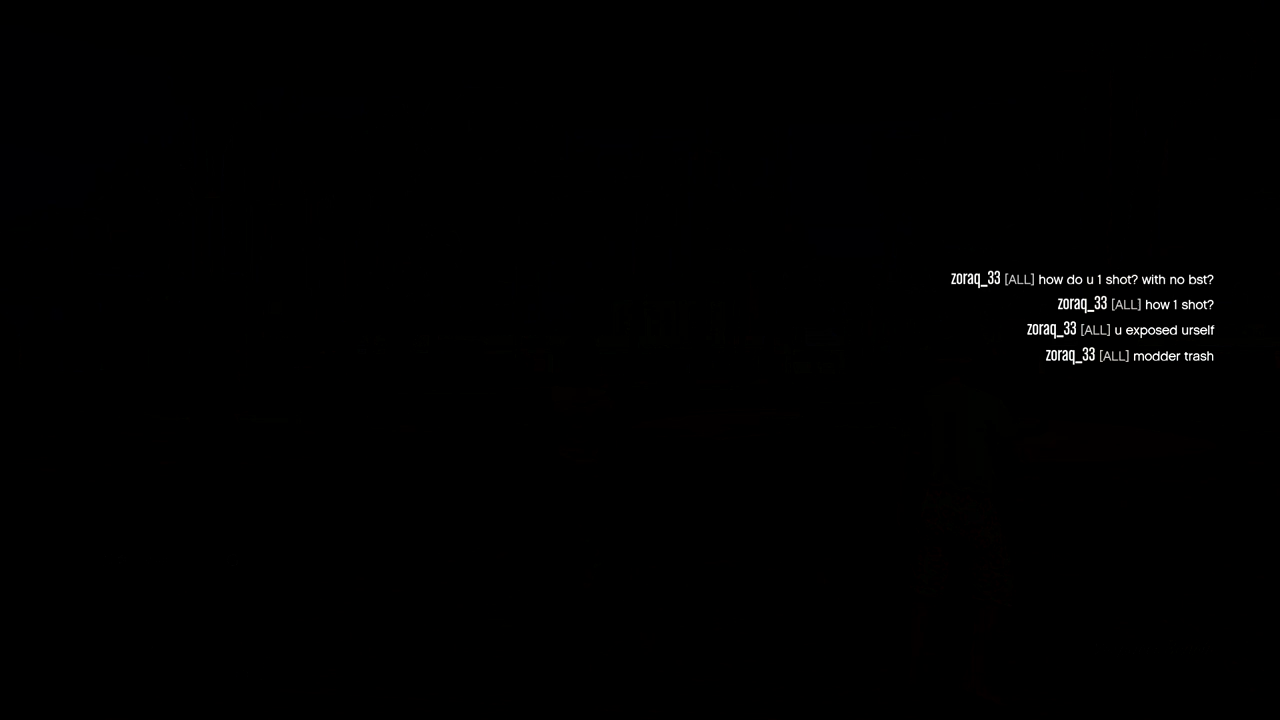 zoraq_33 [ALL] how do u 1 shot? with no bst?
zoraq_33 [ALL] how 1 shot?
zoraq_33 [ALL] u exposed urself
zoraq_33 [ALL] modder trash